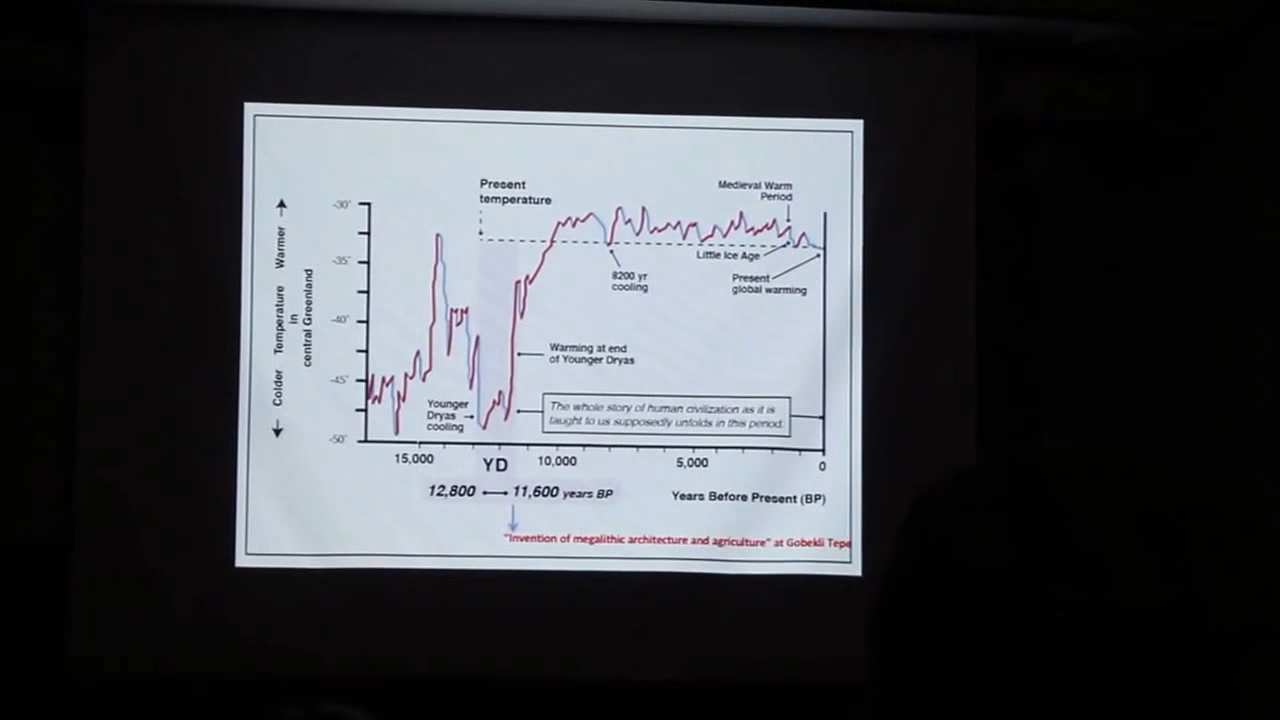 Present
temperature
Medieval Warm
Period
-30°
-35°
-40°
-45°
-50°
Colder Temperature Warmer
in
central Greenland
8200 yr
cooling
Little Ice Age
Present
global warming
Warming at end
of Younger Dryas
Younger
Dryas
cooling
The whole story of human civilization as it is
taught to us supposedly unfolds in this period.
15,000
YD
10,000
5,000
0
12,800
11,600 years BP
Years Before Present (BP)
"Invention of megalithic architecture and agriculture" at Gobekli Tepe